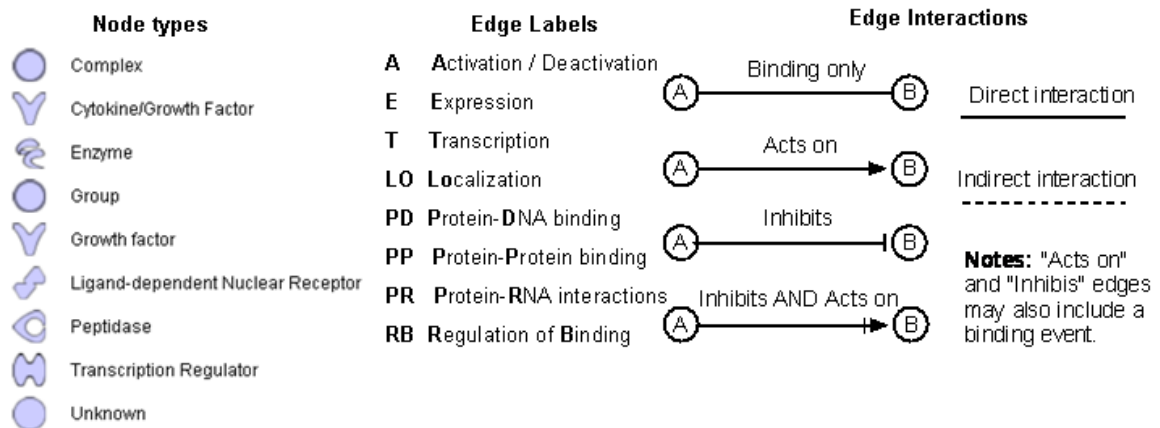 Node types
Complex
Cytokine/Growth Factor
Enzyme
Group
Growth factor
Ligand-dependent Nuclear Receptor
Peptidase
Transcription Regulator
Unknown
Edge Labels
A Activation / Deactivation
E Expression
T Transcription
LO Localization
PD Protein-DNA binding
PP Protein-Protein binding
PR Protein-RNA interactions
RB Regulation of Binding
Edge Interactions
Binding only
A B
Acts on
A B
Inhibits
A B
Inhibits AND Acts on
A B
Direct interaction
Indirect interaction
Notes: "Acts on"
and "Inhibis" edges
may also include a
binding event.